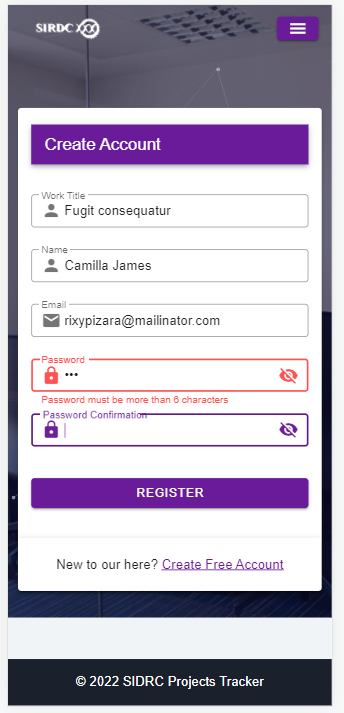 SIRDC
Create Account
Work Title
Fugit consequatur
Name
Camilla James
Email
rixypizara@mailinator.com
Password
•••
Password must be more than 6 characters
Password Confirmation
REGISTER
New to our here? Create Free Account
© 2022 SIDRC Projects Tracker